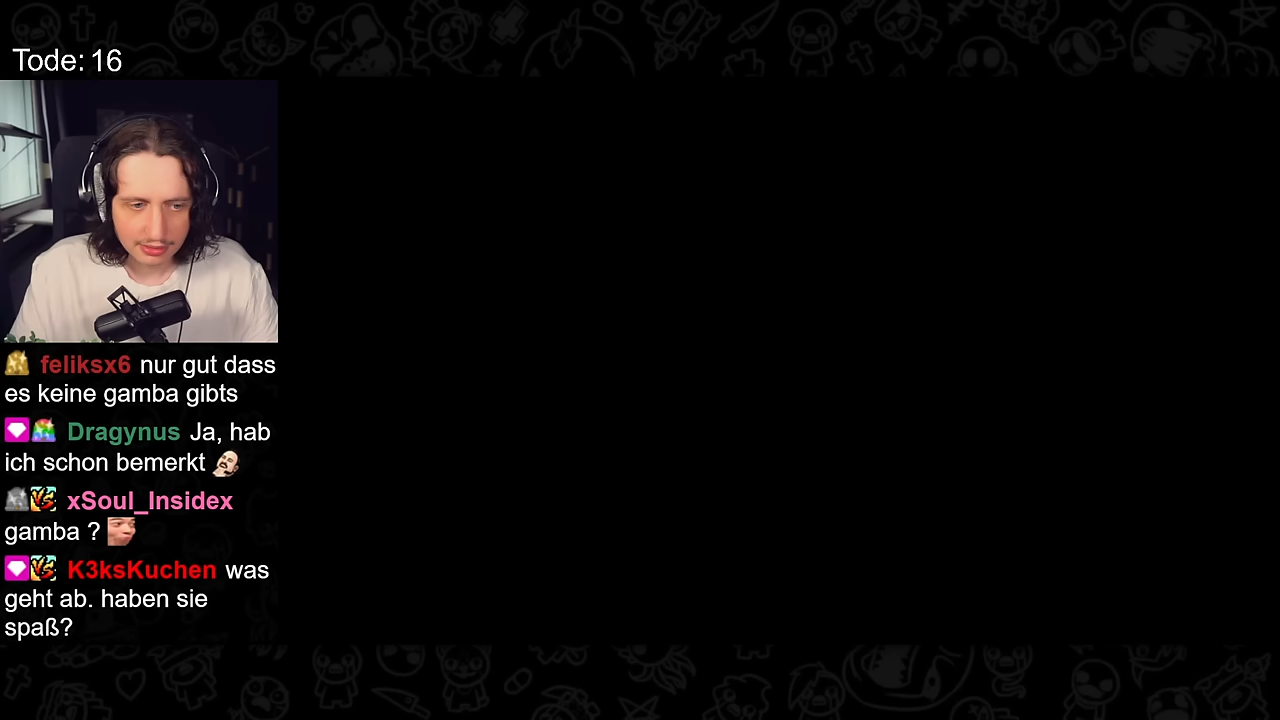 Tode: 16
feliksx6 nur gut dass
es keine gamba gibts
Dragynus Ja, hab
ich schon bemerkt
xSoul_Insidex
gamba ?
K3ksKuchen was
geht ab. haben sie
spaß?